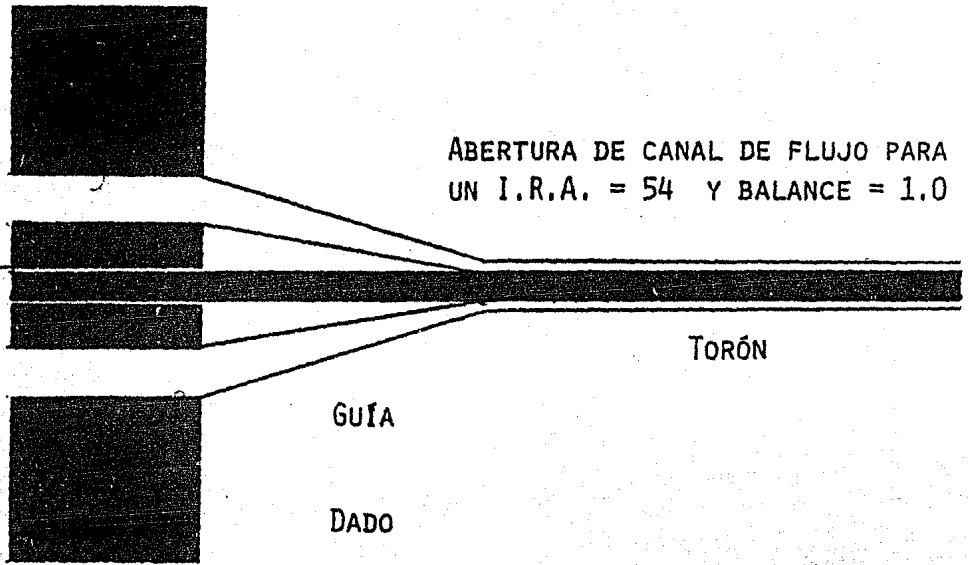 ABERTURA DE CANAL DE FLUJO PARA
UN I.R.A. = 54 Y BALANCE = 1.0
TORÓN
GUÍA
DADO